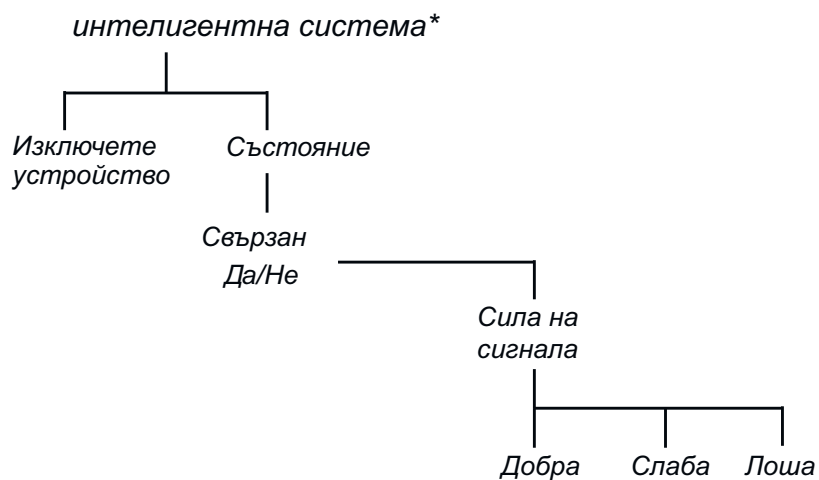 интелигентна система*
Изключете
устройство
Състояние
Свързан
Да/Не
Сила на
сигнала
Добра
Слаба
Лоша